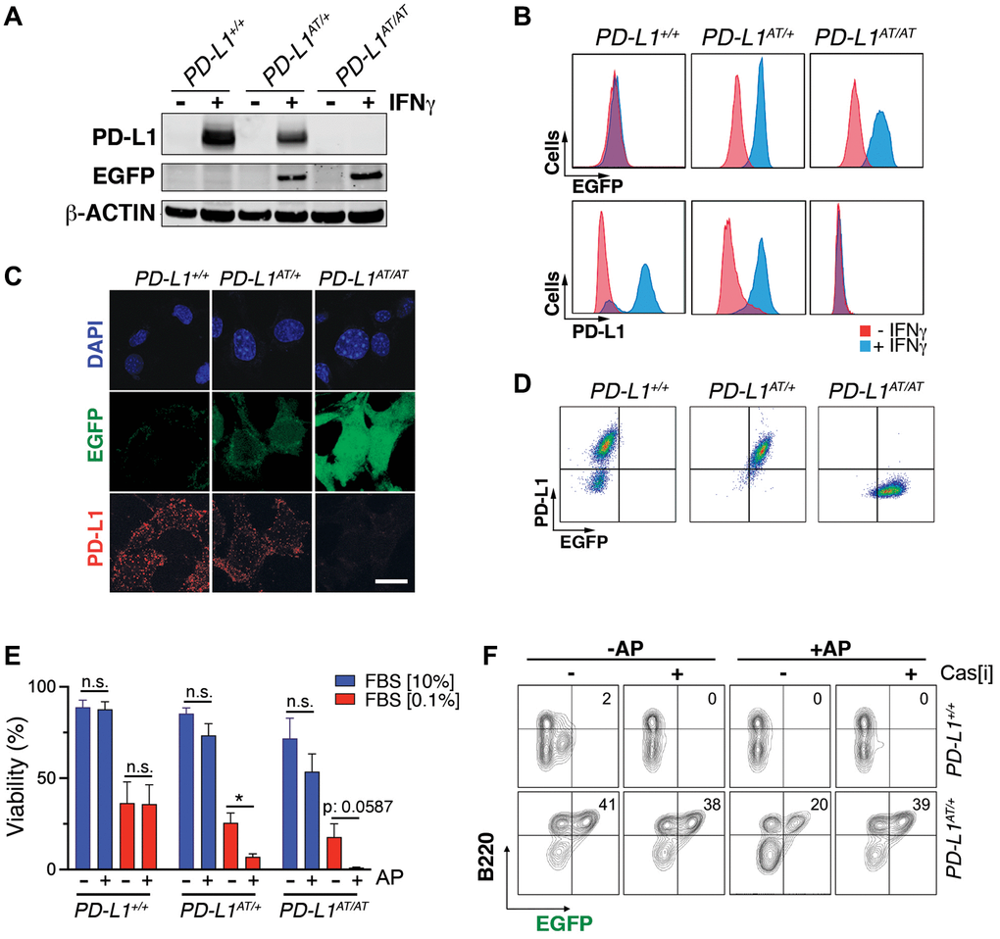 A
PD-L1+/+ PD-L1AT/+ PD-L1AT/AT
- + - + - + IFNγ
PD-L1
EGFP
β-ACTIN
B
PD-L1+/+ PD-L1AT/+ PD-L1AT/AT
Cells
EGFP
Cells
PD-L1
- IFNγ
+ IFNγ
C
PD-L1+/+ PD-L1AT/+ PD-L1AT/AT
DAPI
EGFP
PD-L1
D
PD-L1+/+ PD-L1AT/+ PD-L1AT/AT
PD-L1
EGFP
E
FBS [10%]
FBS [0.1%]
Viability (%)
100
50
0
n.s. n.s. n.s. * n.s. p: 0.0587
- + - + - + - + - + - + AP
PD-L1+/+ PD-L1AT/+ PD-L1AT/AT
F
-AP +AP
- + - + Cas[i]
2 0 0 0 PD-L1+/+
41 38 20 39 PD-L1AT/+
B220
EGFP